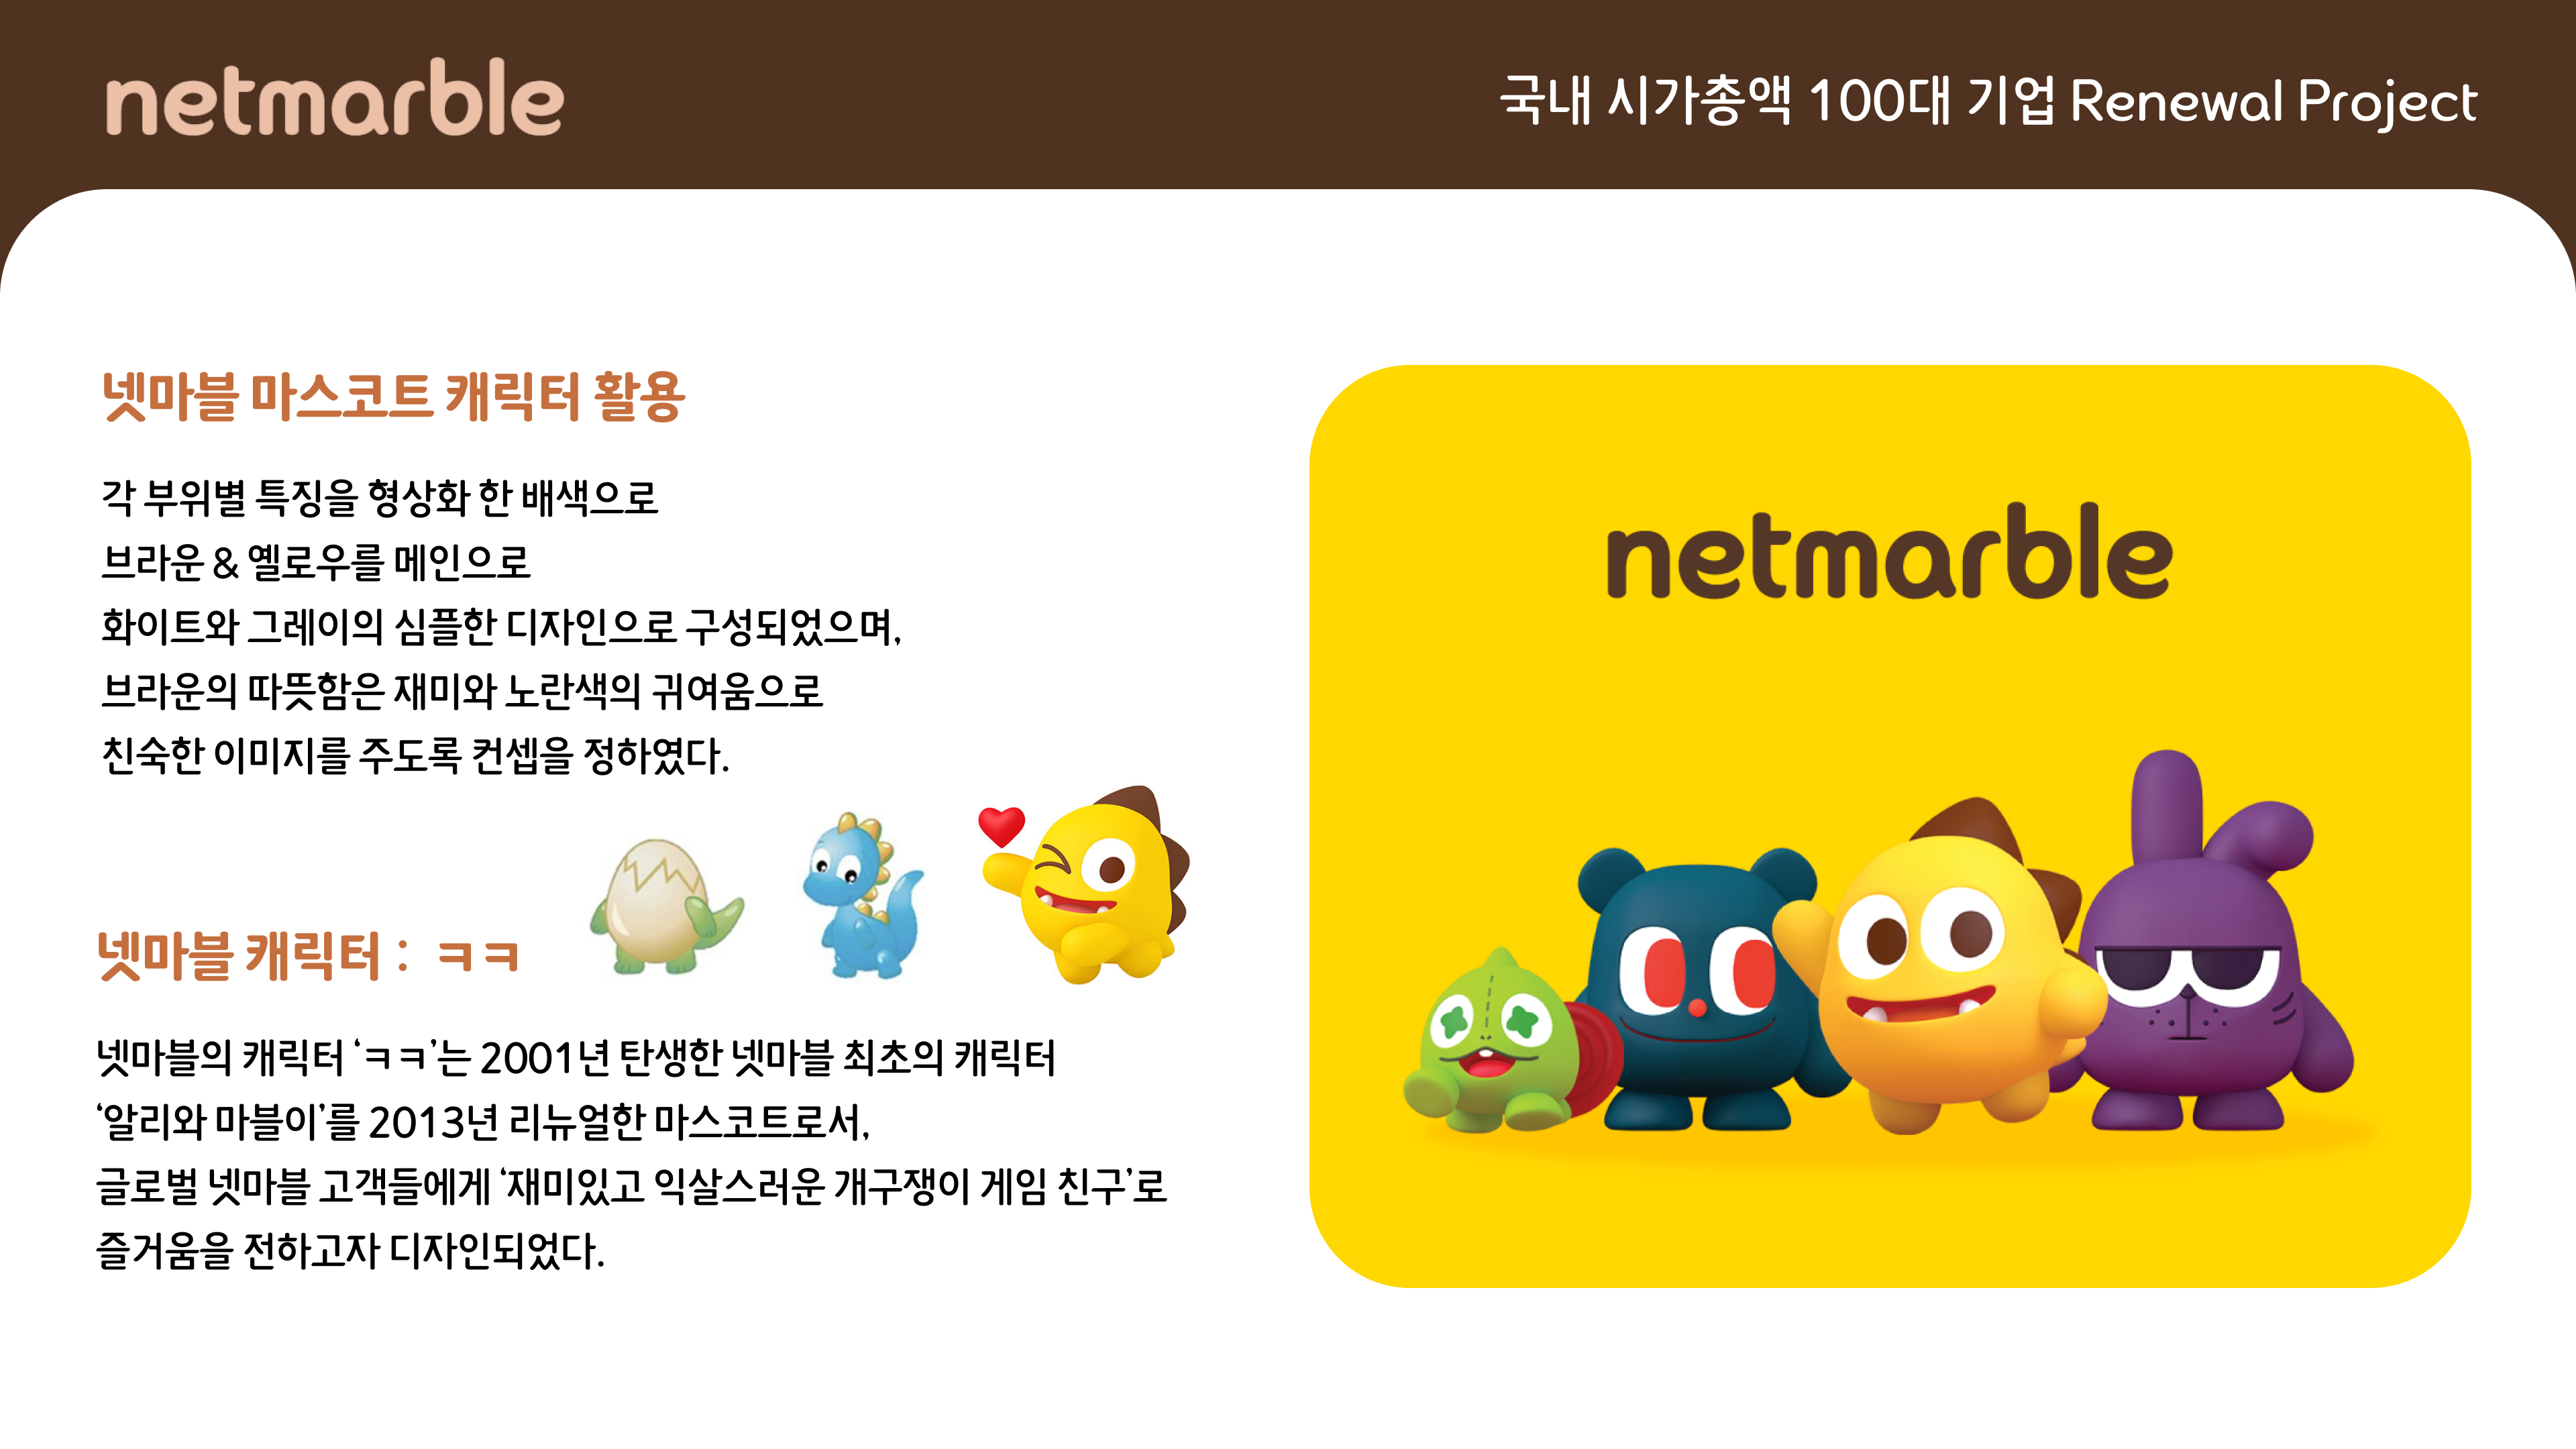 netmarble
국내 시가총액 100대 기업 Renewal Project
넷마블 마스코트 캐릭터 활용
각 부위별 특징을 형상화 한 배색으로
브라운 & 옐로우를 메인으로
화이트와 그레이의 심플한 디자인으로 구성되었으며,
브라운의 따뜻함은 재미와 노란색의 귀여움으로
친숙한 이미지를 주도록 컨셉을 정하였다.
넷마블 캐릭터 : ㅋㅋ
넷마블의 캐릭터 ‘ㅋㅋ’는 2001년 탄생한 넷마블 최초의 캐릭터
‘알리와 마블이’를 2013년 리뉴얼한 마스코트로서,
글로벌 넷마블 고객들에게 ‘재미있고 익살스러운 개구쟁이 게임 친구’로
즐거움을 전하고자 디자인되었다.
netmarble